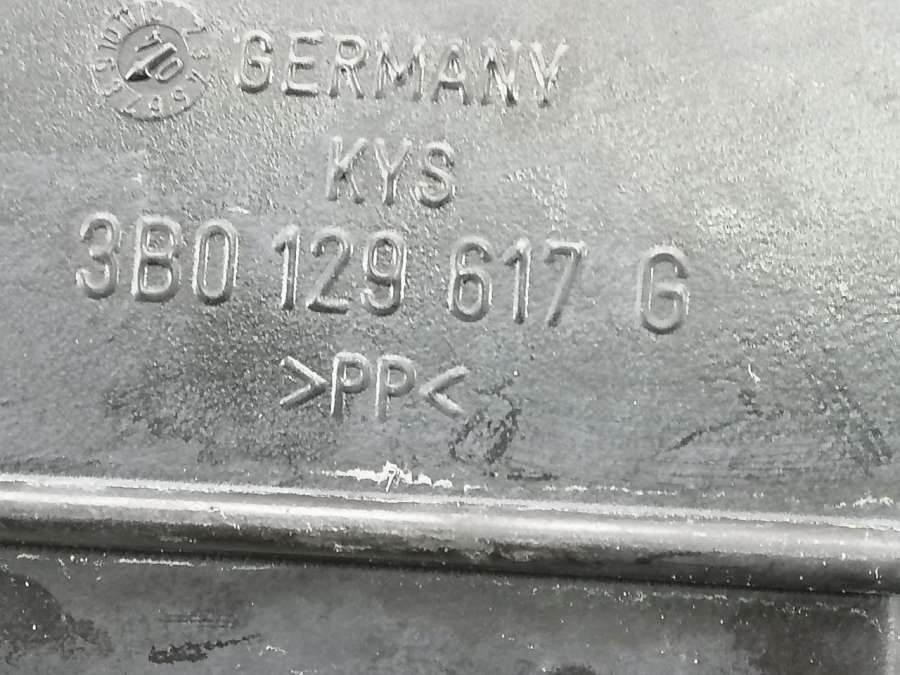 GERMANY
KYS
3B0 129 617 G
>PP<